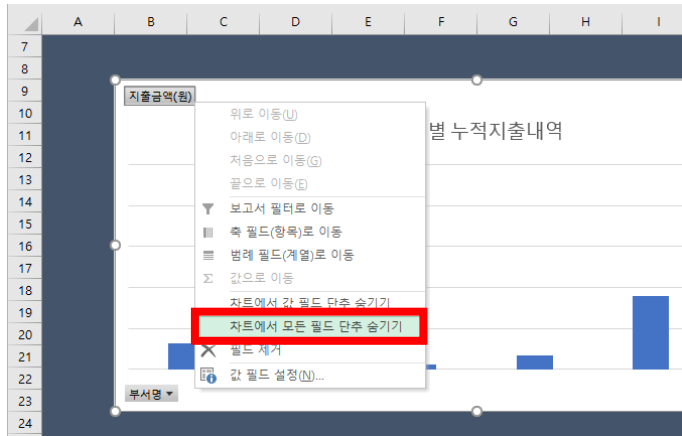 A B C D E F G H I
7
8
9
10
11
12
13
14
15
16
17
18
19
20
21
22
23
24
지출금액(원)
별 누적지출내역
위로 이동(U)
아래로 이동(D)
처음으로 이동(G)
끝으로 이동(E)
보고서 필터로 이동
축 필드(항목)로 이동
범례 필드(계열)로 이동
Σ 값으로 이동
차트에서 값 필드 단추 숨기기
차트에서 모든 필드 단추 숨기기
필드 제거
값 필드 설정(N)...
부서명